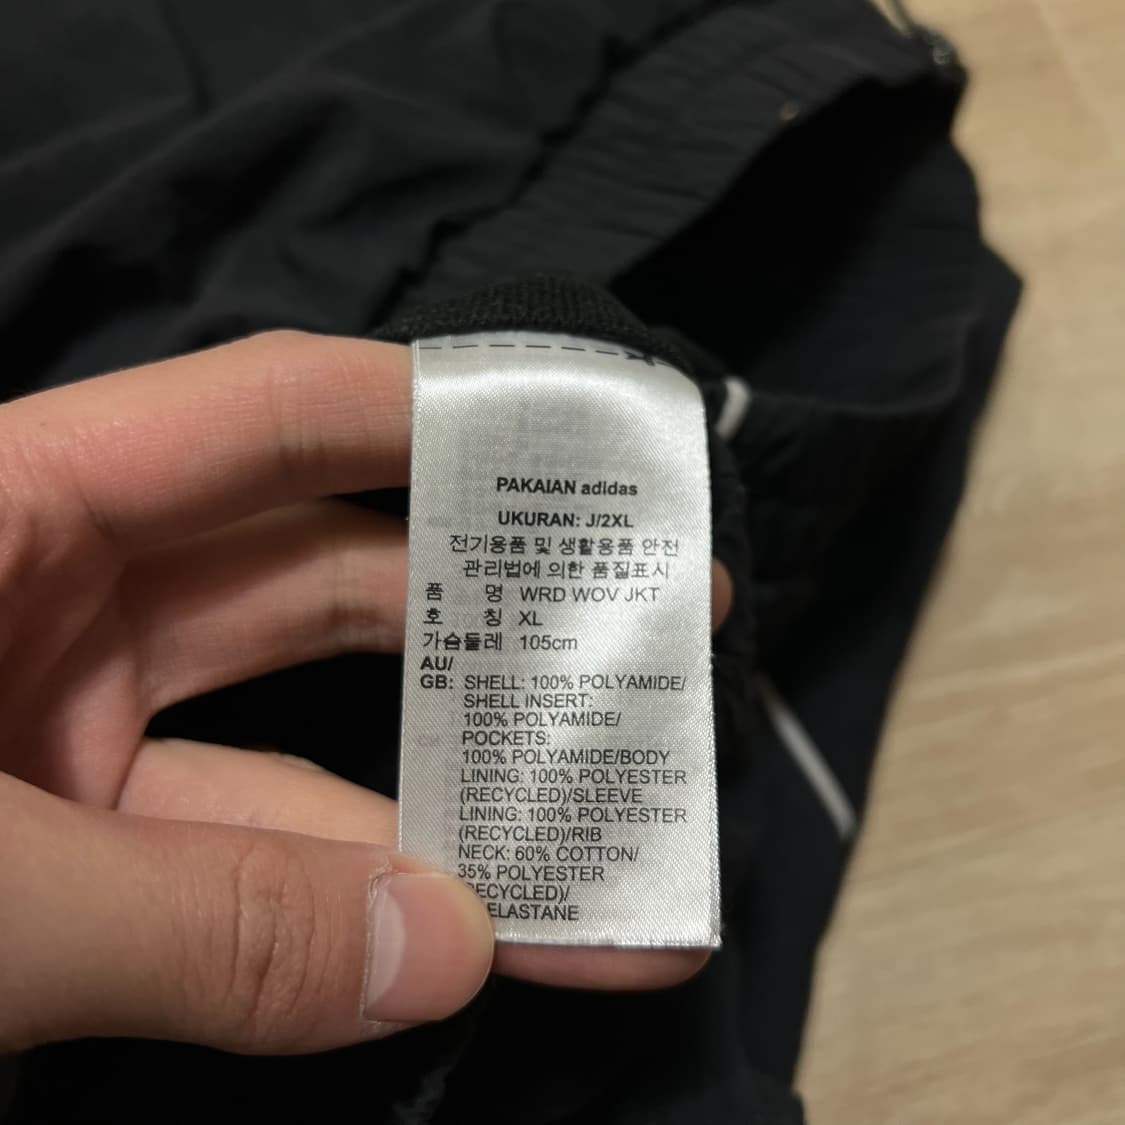 PAKAIAN adidas
UKURAN: J/2XL
전기용품 및 생활용품 안전
관리법에 의한 품질표시
품 명 WRD WOV JKT
호 칭 XL
가슴둘레 105cm
AU/
GB: SHELL: 100% POLYAMIDE/
SHELL INSERT:
100% POLYAMIDE/
POCKETS:
100% POLYAMIDE/BODY
LINING: 100% POLYESTER
(RECYCLED)/SLEEVE
LINING: 100% POLYESTER
(RECYCLED)/RIB
NECK: 60% COTTON/
35% POLYESTER
ECYCLED)/
ELASTANE